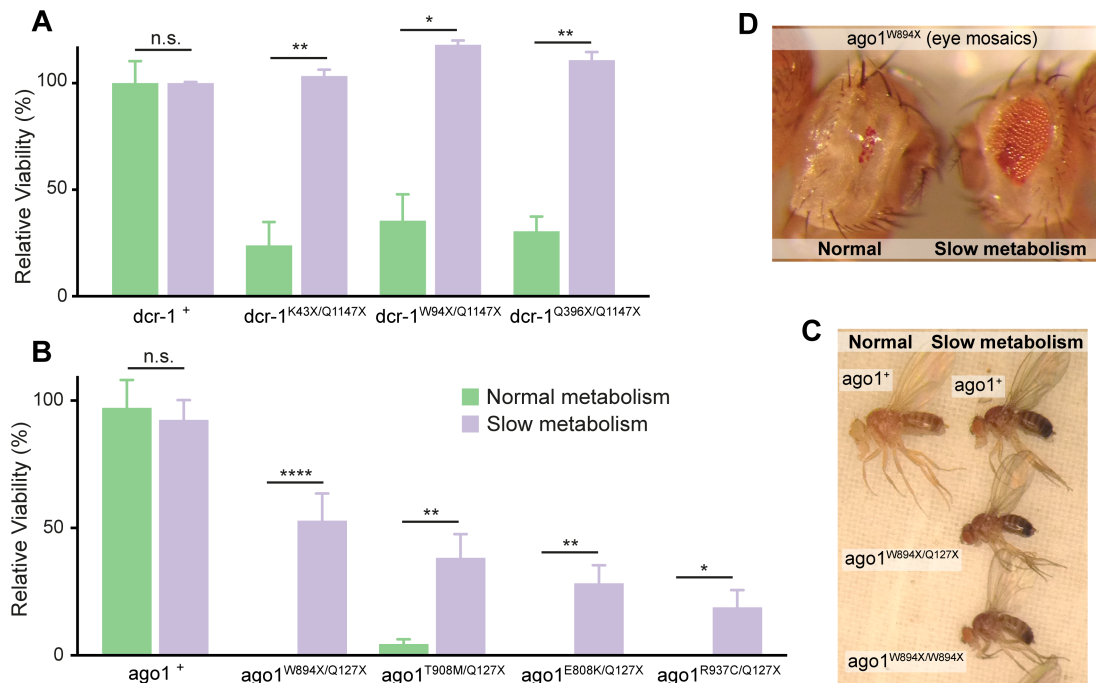 A
Relative Viability (%)
100
50
0
n.s.
**
*
**
dcr-1 +
dcr-1K43X/Q1147X
dcr-1W94X/Q1147X
dcr-1Q396X/Q1147X
B
Relative Viability (%)
100
50
0
n.s.
****
**
**
*
Normal metabolism
Slow metabolism
ago1 +
ago1W894X/Q127X
ago1T908M/Q127X
ago1E808K/Q127X
ago1R937C/Q127X
D
ago1W894X (eye mosaics)
Normal
Slow metabolism
C
Normal
Slow metabolism
ago1+
ago1+
ago1W894X/Q127X
ago1W894X/W894X